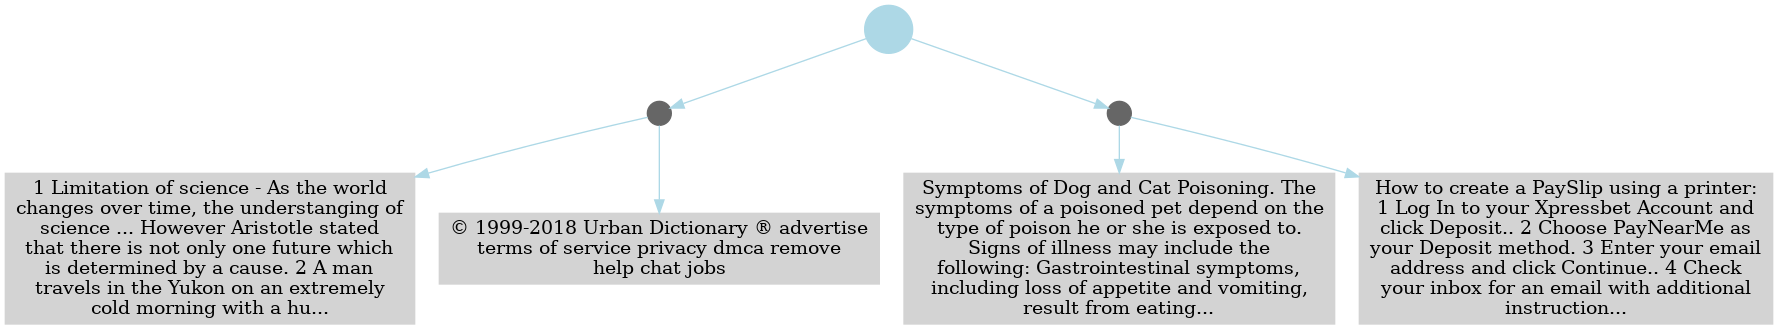 1 Limitation of science - As the world
changes over time, the understanging of
science ... However Aristotle stated
that there is not only one future which
is determined by a cause. 2 A man
travels in the Yukon on an extremely
cold morning with a hu...
© 1999-2018 Urban Dictionary ® advertise
terms of service privacy dmca remove
help chat jobs
Symptoms of Dog and Cat Poisoning. The
symptoms of a poisoned pet depend on the
type of poison he or she is exposed to.
Signs of illness may include the
following: Gastrointestinal symptoms,
including loss of appetite and vomiting,
result from eating...
How to create a PaySlip using a printer:
1 Log In to your Xpressbet Account and
click Deposit.. 2 Choose PayNearMe as
your Deposit method. 3 Enter your email
address and click Continue.. 4 Check
your inbox for an email with additional
instruction...